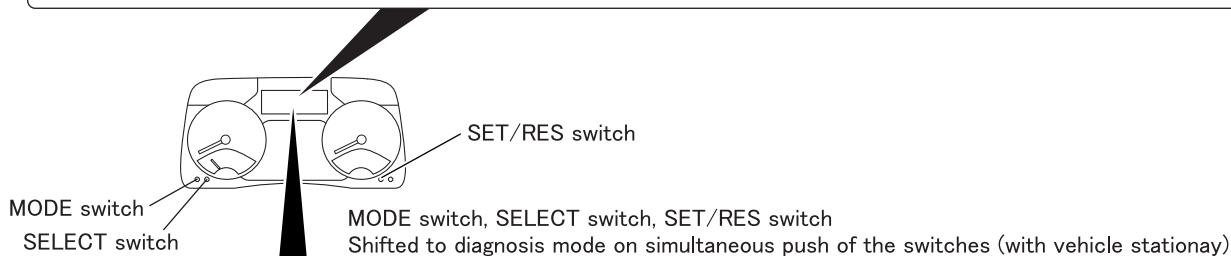 SET/RES switch
MODE switch
SELECT switch
MODE switch, SELECT switch, SET/RES switch
Shifted to diagnosis mode on simultaneous push of the switches (with vehicle stationay)